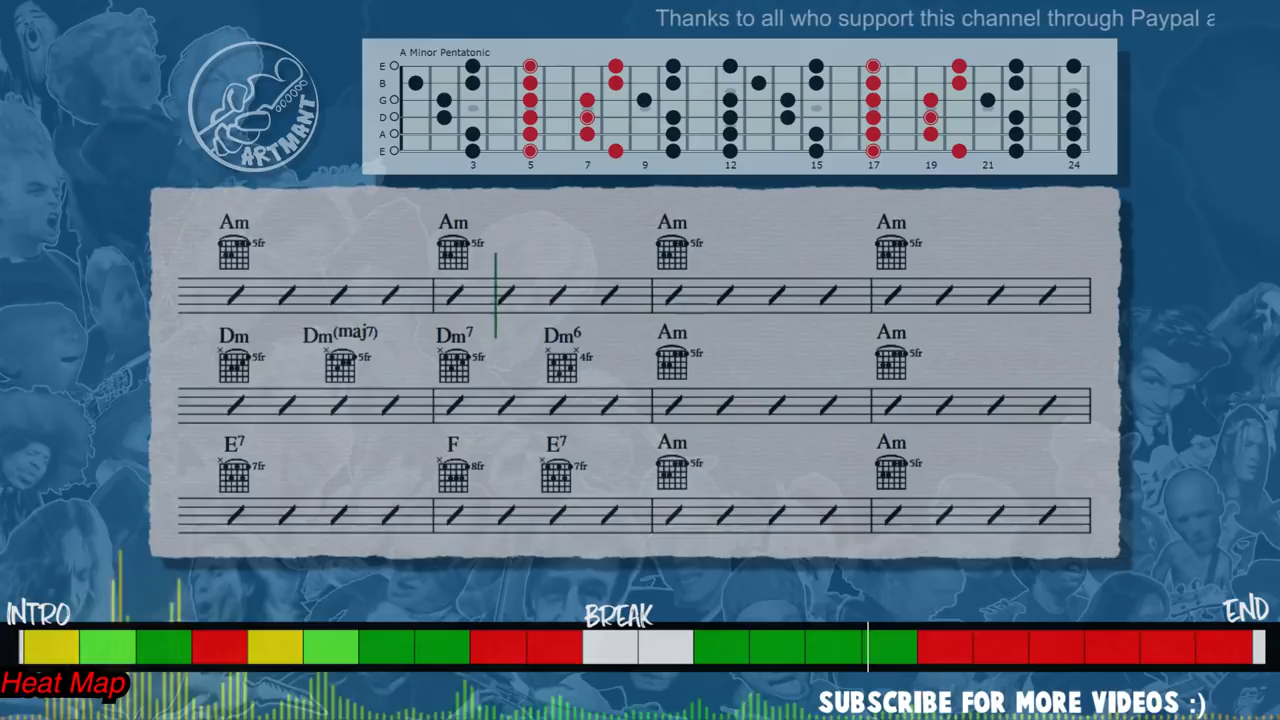 Thanks to all who support this channel through Paypal a
ARTMANT
A Minor Pentatonic
E
B
G
D
A
E
3 5 7 9 12 15 17 19 21 24
Am Am Am Am
5fr 5fr 5fr 5fr
Dm Dm(maj7) Dm7 Dm6 Am Am
x 5fr x 5fr x 5fr x x 4fr 5fr 5fr
E7 F E7 Am Am
x 7fr x 8fr x 7fr 5fr 5fr
INTRO BREAK END
Heat Map
SUBSCRIBE FOR MORE VIDEOS :)